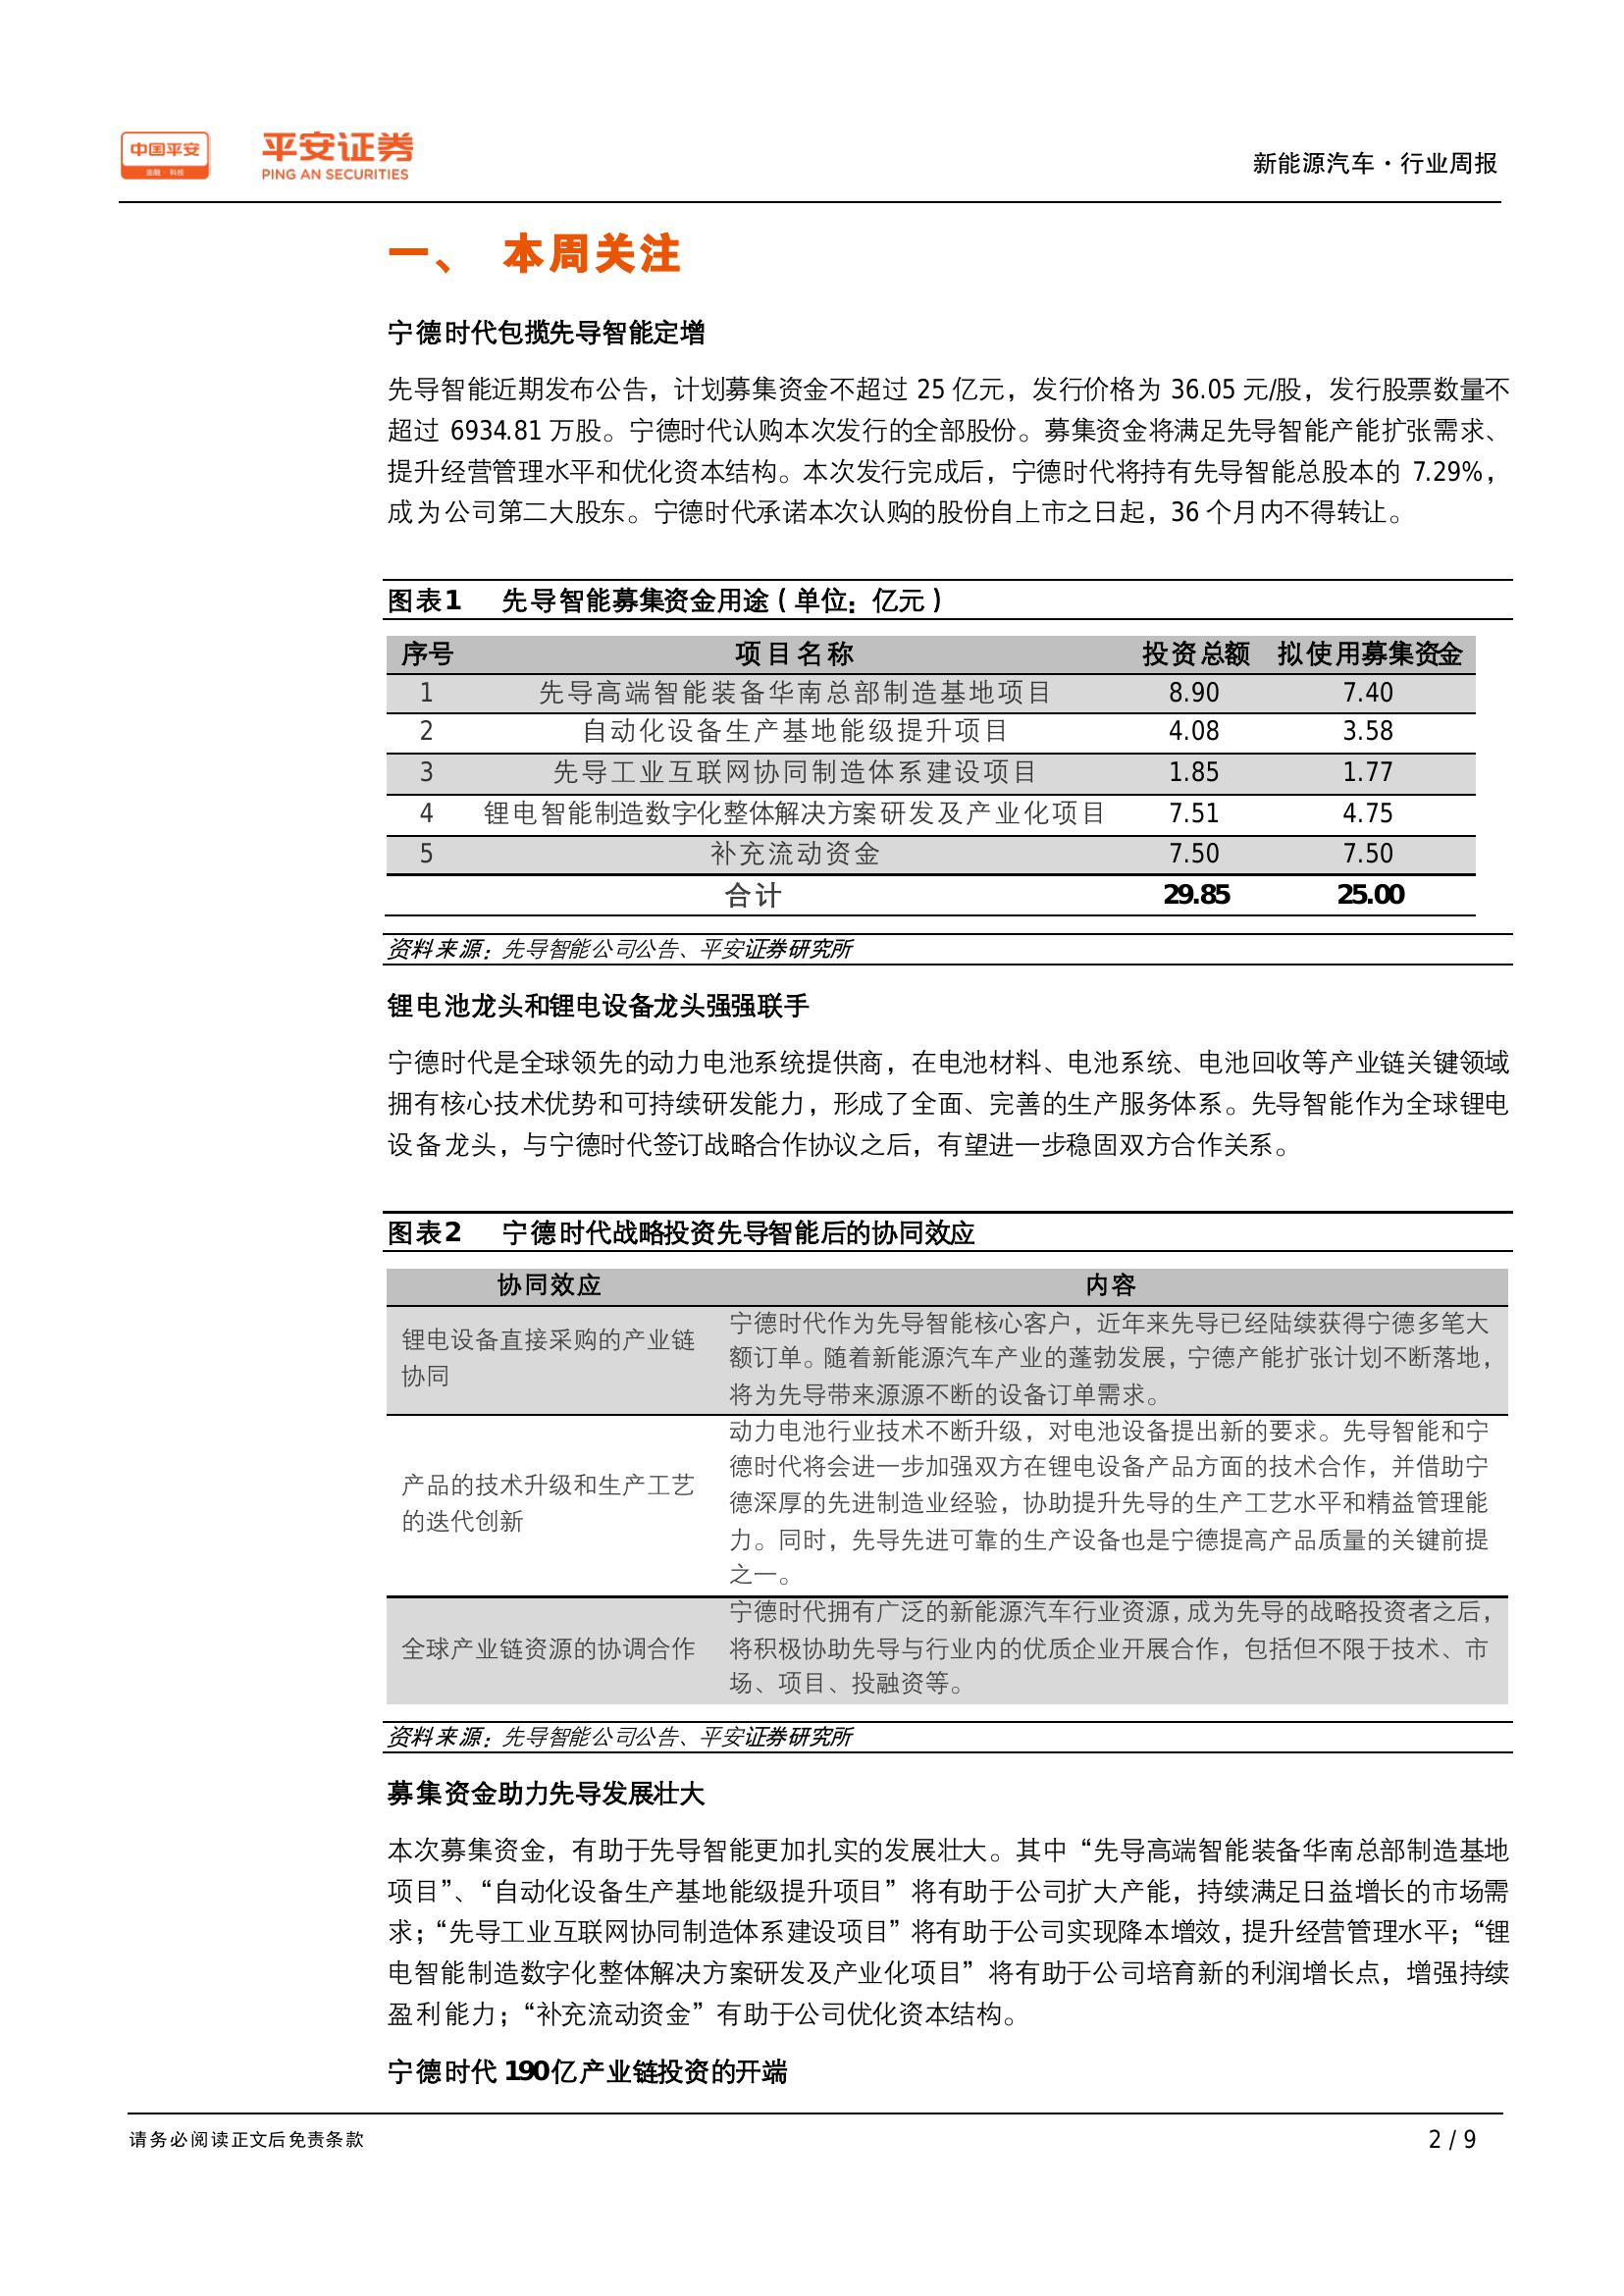 中国平安
金融·科技
平安证券
PING AN SECURITIES
新能源汽车·行业周报
一、 本周关注
宁德时代包揽先导智能定增
先导智能近期发布公告，计划募集资金不超过 25 亿元，发行价格为 36.05 元/股，发行股票数量不
超过 6934.81 万股。宁德时代认购本次发行的全部股份。募集资金将满足先导智能产能扩张需求、
提升经营管理水平和优化资本结构。本次发行完成后，宁德时代将持有先导智能总股本的 7.29%，
成为公司第二大股东。宁德时代承诺本次认购的股份自上市之日起，36 个月内不得转让。
图表1 先导智能募集资金用途（单位：亿元）
序号 项目名称 投资总额 拟使用募集资金
1 先导高端智能装备华南总部制造基地项目 8.90 7.40
2 自动化设备生产基地能级提升项目 4.08 3.58
3 先导工业互联网协同制造体系建设项目 1.85 1.77
4 锂电智能制造数字化整体解决方案研发及产业化项目 7.51 4.75
5 补充流动资金 7.50 7.50
合计 29.85 25.00
资料来源：先导智能公司公告、平安证券研究所
锂电池龙头和锂电设备龙头强强联手
宁德时代是全球领先的动力电池系统提供商，在电池材料、电池系统、电池回收等产业链关键领域
拥有核心技术优势和可持续研发能力，形成了全面、完善的生产服务体系。先导智能作为全球锂电
设备龙头，与宁德时代签订战略合作协议之后，有望进一步稳固双方合作关系。
图表2 宁德时代战略投资先导智能后的协同效应
协同效应 内容
锂电设备直接采购的产业链
协同
宁德时代作为先导智能核心客户，近年来先导已经陆续获得宁德多笔大
额订单。随着新能源汽车产业的蓬勃发展，宁德产能扩张计划不断落地，
将为先导带来源源不断的设备订单需求。
产品的技术升级和生产工艺
的迭代创新
动力电池行业技术不断升级，对电池设备提出新的要求。先导智能和宁
德时代将会进一步加强双方在锂电设备产品方面的技术合作，并借助宁
德深厚的先进制造业经验，协助提升先导的生产工艺水平和精益管理能
力。同时，先导先进可靠的生产设备也是宁德提高产品质量的关键前提
之一。
全球产业链资源的协调合作
宁德时代拥有广泛的新能源汽车行业资源，成为先导的战略投资者之后，
将积极协助先导与行业内的优质企业开展合作，包括但不限于技术、市
场、项目、投融资等。
资料来源：先导智能公司公告、平安证券研究所
募集资金助力先导发展壮大
本次募集资金，有助于先导智能更加扎实的发展壮大。其中“先导高端智能装备华南总部制造基地
项目”、“自动化设备生产基地能级提升项目”将有助于公司扩大产能，持续满足日益增长的市场需
求；“先导工业互联网协同制造体系建设项目”将有助于公司实现降本增效，提升经营管理水平；“锂
电智能制造数字化整体解决方案研发及产业化项目”将有助于公司培育新的利润增长点，增强持续
盈利能力；“补充流动资金”有助于公司优化资本结构。
宁德时代 190 亿产业链投资的开端
请务必阅读正文后免责条款
2 / 9